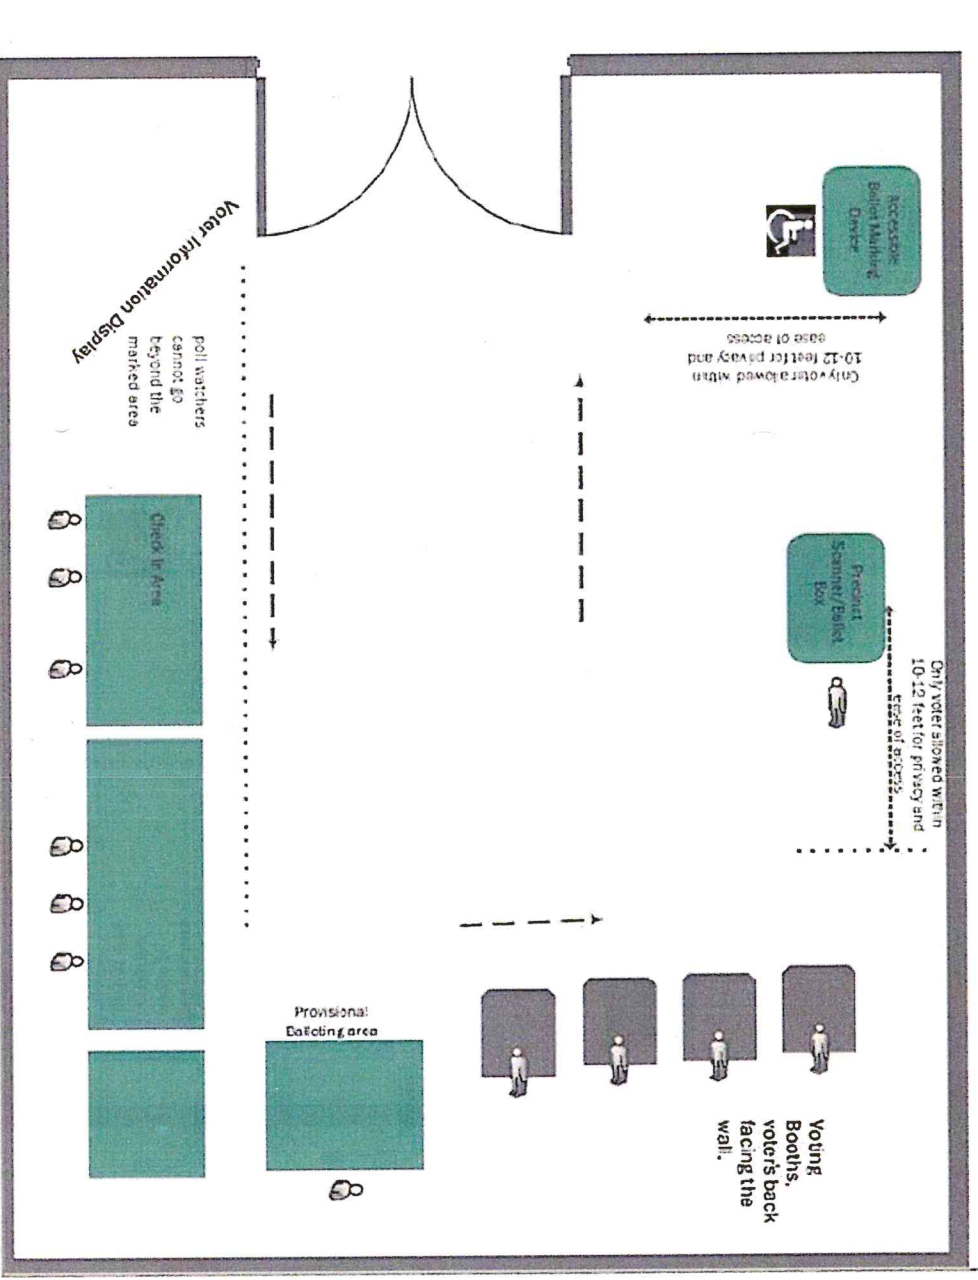 Voter Information Display
poll watchers
cannot go
beyond the
marked area
Check In Area
Accessible
Ballot Marking
Device
Only voter allowed within
10-12 feet for privacy and
ease of access
Precinct
Scanner/Ballot
Box
Only voter allowed within
10-12 feet for privacy and
ease of access
Provisional
Balloting area
Voting
Booths,
voter's back
facing the
wall.